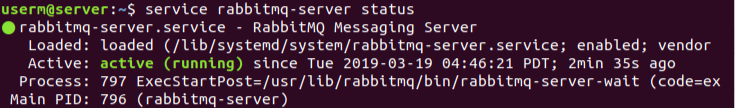 userm@server:~$ service rabbitmq-server status
● rabbitmq-server.service - RabbitMQ Messaging Server
Loaded: loaded (/lib/systemd/system/rabbitmq-server.service; enabled; vendor
Active: active (running) since Tue 2019-03-19 04:46:21 PDT; 2min 35s ago
Process: 797 ExecStartPost=/usr/lib/rabbitmq/bin/rabbitmq-server-wait (code=ex
Main PID: 796 (rabbitmq-server)